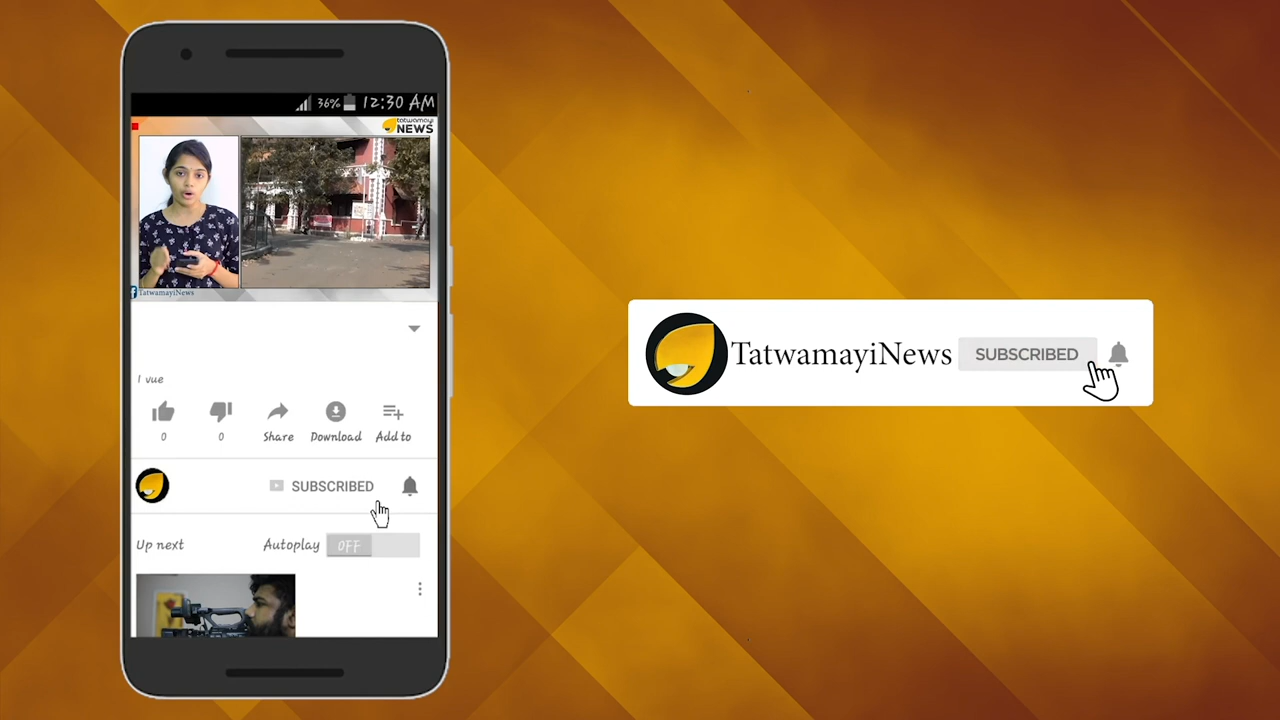 36% 12:30 AM
tatwamayi
NEWS
TatwamayiNews
1 vue
0 0 Share Download Add to
SUBSCRIBED
Up next Autoplay OFF
TatwamayiNews SUBSCRIBED